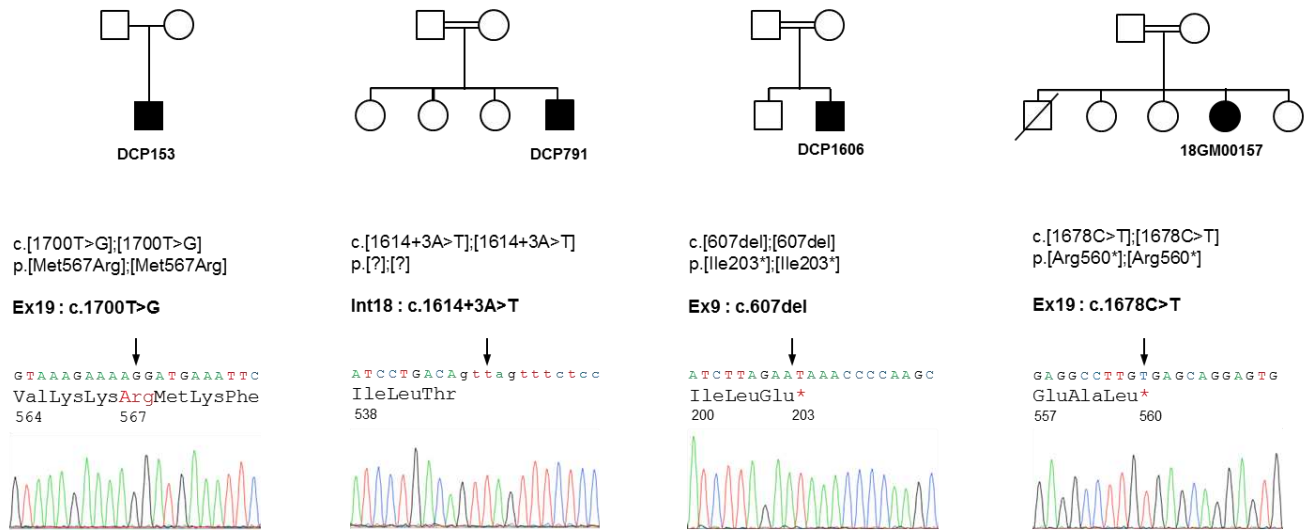 DCP153
DCP791
DCP1606
18GM00157
c.[1700T>G];[1700T>G]
p.[Met567Arg];[Met567Arg]
Ex19 : c.1700T>G
GTAAAGAAAAGGATGAAATTC
ValLysLysArgMetLysPhe
564 567
c.[1614+3A>T];[1614+3A>T]
p.[?];[?]
Int18 : c.1614+3A>T
ATCCTGACAgttagtttctcc
IleLeuThr
538
c.[607del];[607del]
p.[Ile203*];[Ile203*]
Ex9 : c.607del
ATCTTAGAATAAACCCCAAGC
IleLeuGlu*
200 203
c.[1678C>T];[1678C>T]
p.[Arg560*];[Arg560*]
Ex19 : c.1678C>T
GAGGCCTTGTGAGCAGGAGTG
GluAlaLeu*
557 560